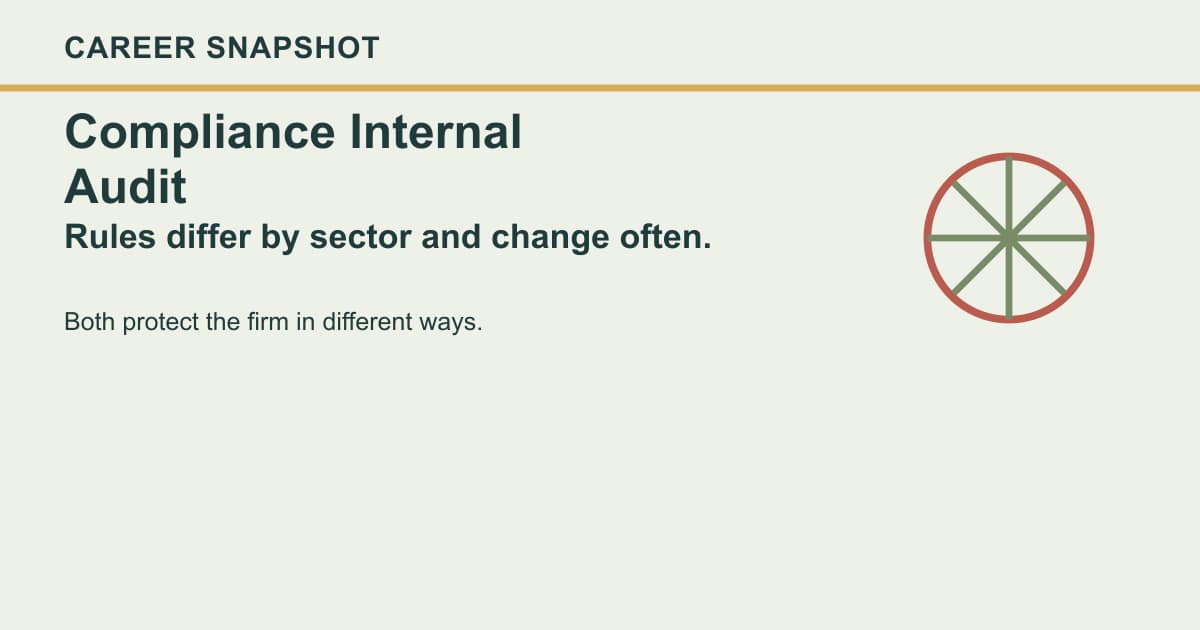 CAREER SNAPSHOT
Compliance Internal
Audit
Rules differ by sector and change often.
Both protect the firm in different ways.